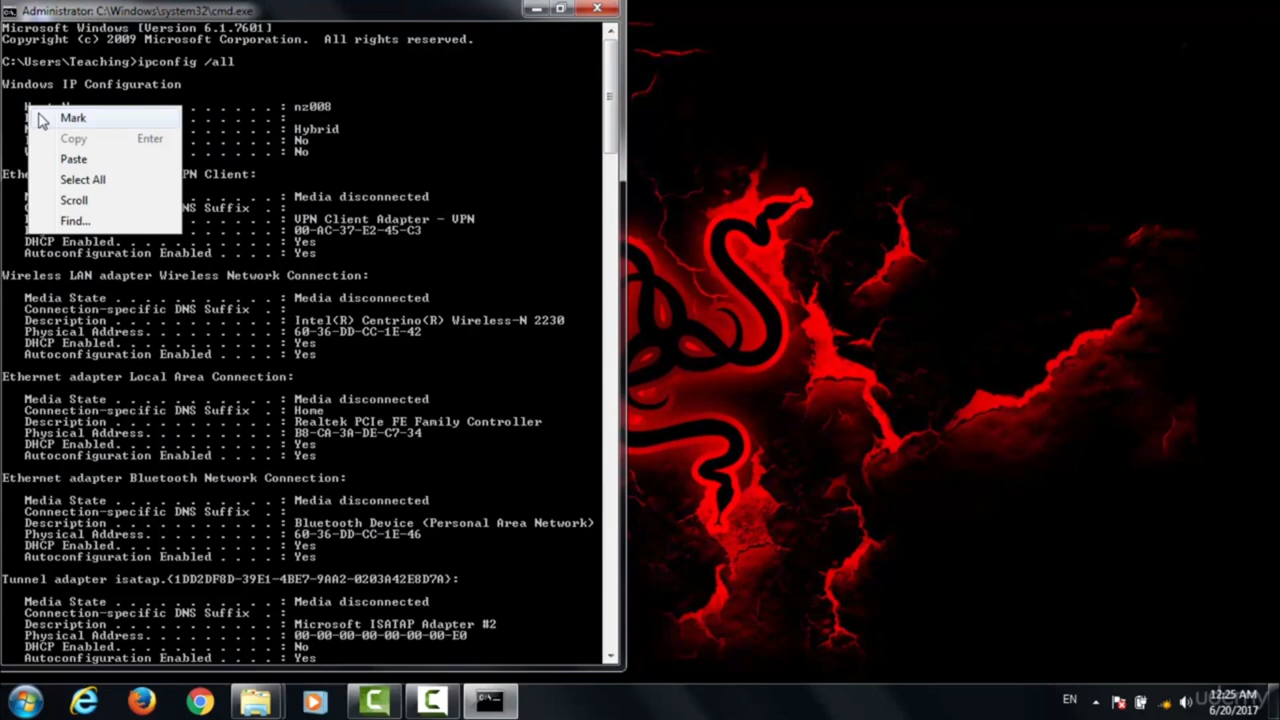 Administrator: C:\Windows\system32\cmd.exe
Microsoft Windows [Version 6.1.7601]
Copyright (c) 2009 Microsoft Corporation. All rights reserved.
C:\Users\Teaching>ipconfig /all
Windows IP Configuration
. . . . . . : nz008
Mark
. . . . . . :
. . . . . . : Hybrid
Copy Enter
. . . . . . : No
. . . . . . : No
Paste
PN Client:
Select All
. . . . . . : Media disconnected
Scroll
NS Suffix . :
Find...
. . . . . . : VPN Client Adapter - VPN
. . . . . . : 00-AC-37-E2-45-C3
DHCP Enabled. . . . . . . . . . . : Yes
Autoconfiguration Enabled . . . . : Yes
Wireless LAN adapter Wireless Network Connection:
Media State . . . . . . . . . . . : Media disconnected
Connection-specific DNS Suffix . :
Description . . . . . . . . . . . : Intel(R) Centrino(R) Wireless-N 2230
Physical Address. . . . . . . . . : 60-36-DD-CC-1E-42
DHCP Enabled. . . . . . . . . . . : Yes
Autoconfiguration Enabled . . . . : Yes
Ethernet adapter Local Area Connection:
Media State . . . . . . . . . . . : Media disconnected
Connection-specific DNS Suffix . : Home
Description . . . . . . . . . . . : Realtek PCIe FE Family Controller
Physical Address. . . . . . . . . : B8-CA-3A-DE-C7-34
DHCP Enabled. . . . . . . . . . . : Yes
Autoconfiguration Enabled . . . . : Yes
Ethernet adapter Bluetooth Network Connection:
Media State . . . . . . . . . . . : Media disconnected
Connection-specific DNS Suffix . :
Description . . . . . . . . . . . : Bluetooth Device (Personal Area Network)
Physical Address. . . . . . . . . : 60-36-DD-CC-1E-46
DHCP Enabled. . . . . . . . . . . : Yes
Autoconfiguration Enabled . . . . : Yes
Tunnel adapter isatap.{1DD2DF8D-39E1-4BE7-9AA2-0203A42E8D7A}:
Media State . . . . . . . . . . . : Media disconnected
Connection-specific DNS Suffix . :
Description . . . . . . . . . . . : Microsoft ISATAP Adapter #2
Physical Address. . . . . . . . . : 00-00-00-00-00-00-00-E0
DHCP Enabled. . . . . . . . . . . : No
Autoconfiguration Enabled . . . . : Yes
EN
12:25 AM
6/20/2017
udemy